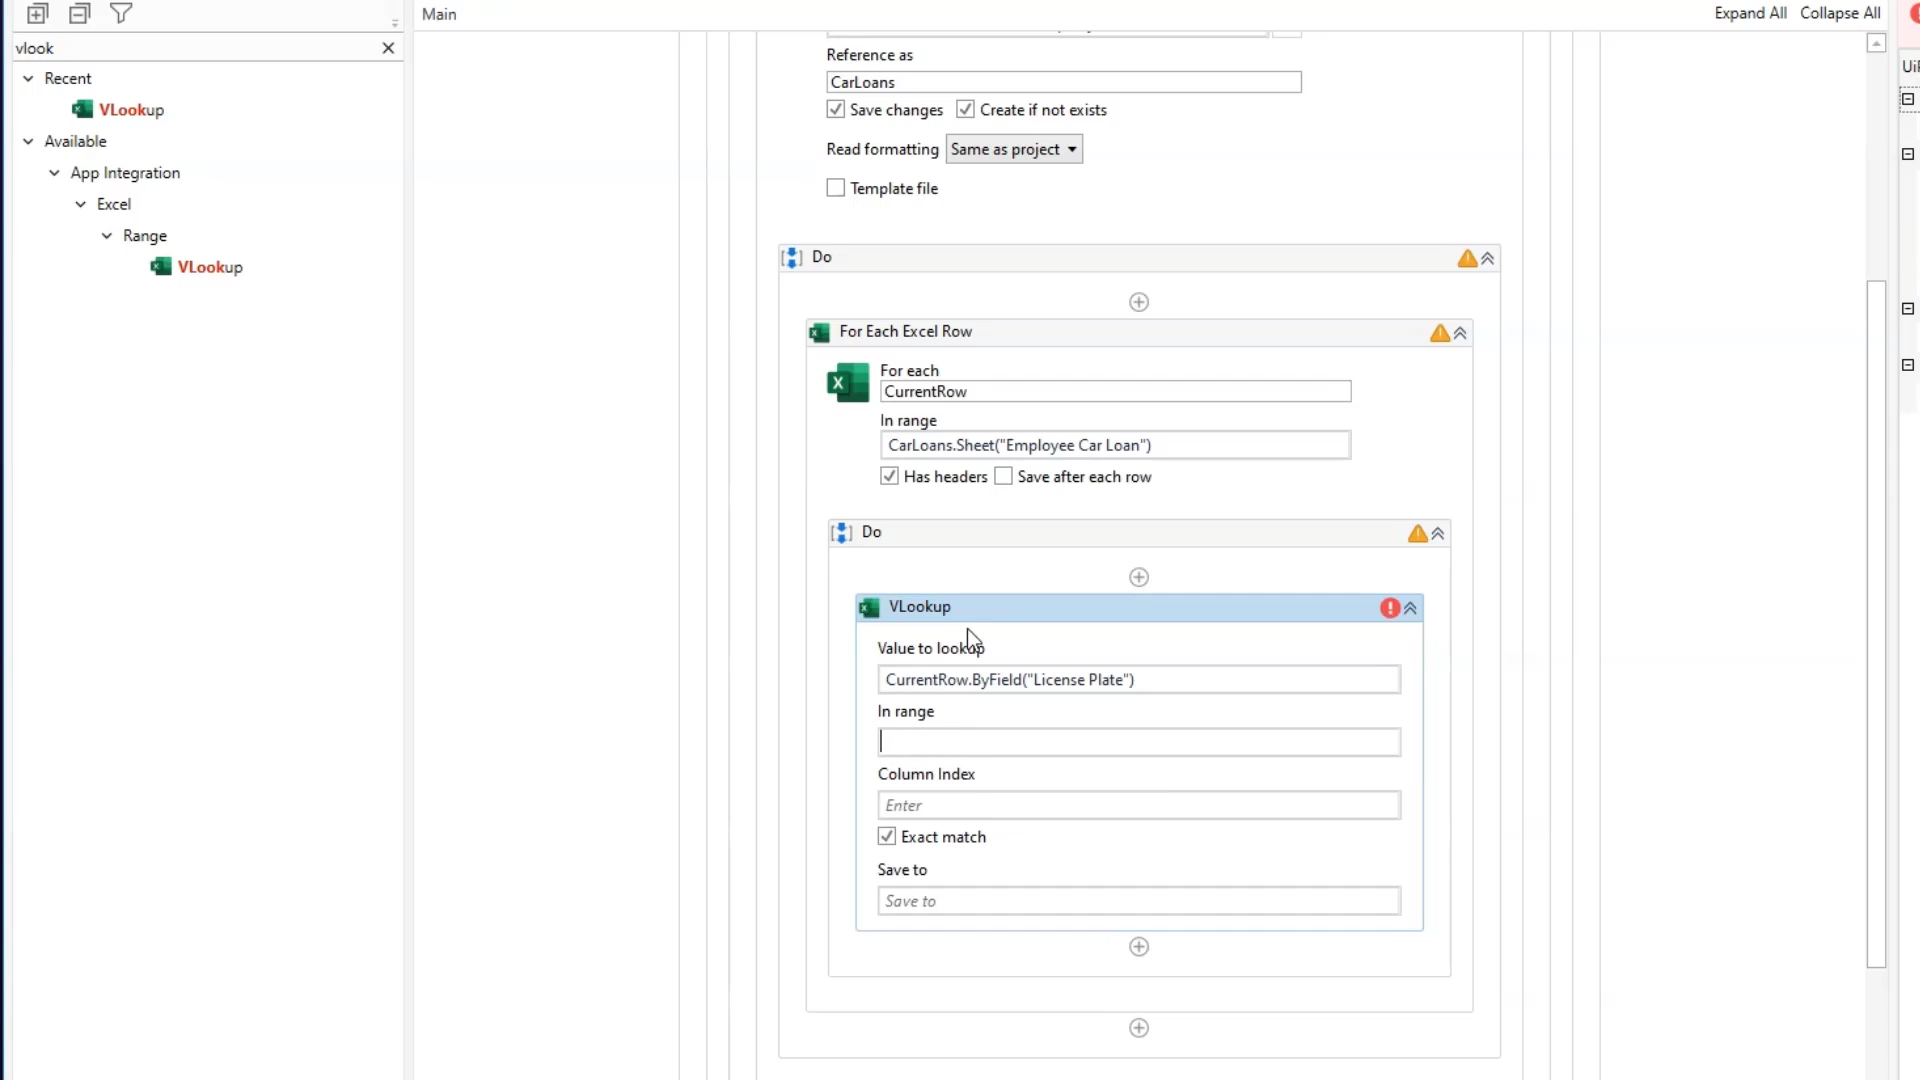 Main
Expand All Collapse All
vlook
Recent
VLookup
Available
App Integration
Excel
Range
VLookup
Reference as
CarLoans
Save changes Create if not exists
Read formatting Same as project
Template file
Do
For Each Excel Row
For each
CurrentRow
In range
CarLoans.Sheet("Employee Car Loan")
Has headers Save after each row
Do
VLookup
Value to lookup
CurrentRow.ByField("License Plate")
In range
Column Index
Enter
Exact match
Save to
Save to